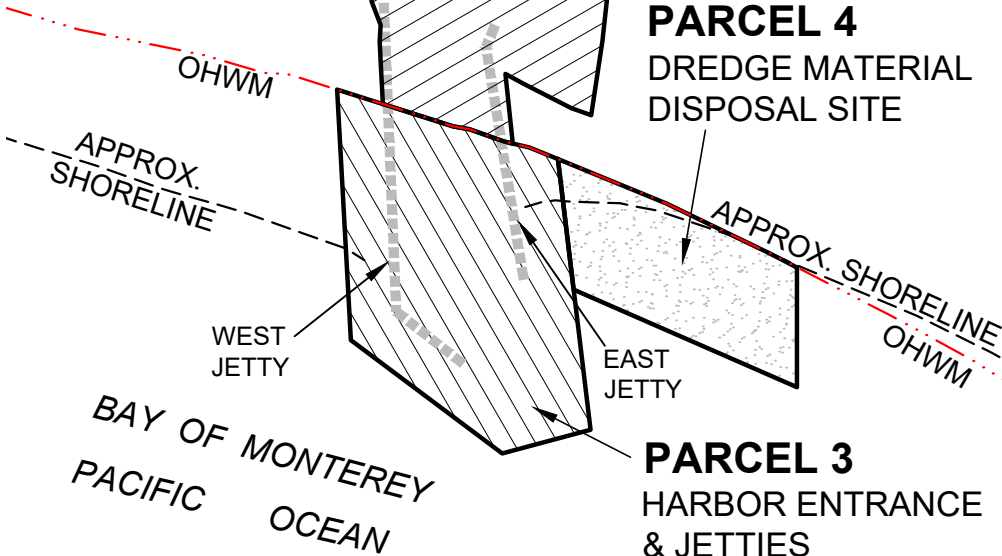 PARCEL 4
DREDGE MATERIAL
DISPOSAL SITE
OHWM
APPROX.
SHORELINE
APPROX. SHORELINE
OHWM
WEST
JETTY
EAST
JETTY
BAY OF MONTEREY
PACIFIC OCEAN
PARCEL 3
HARBOR ENTRANCE
& JETTIES